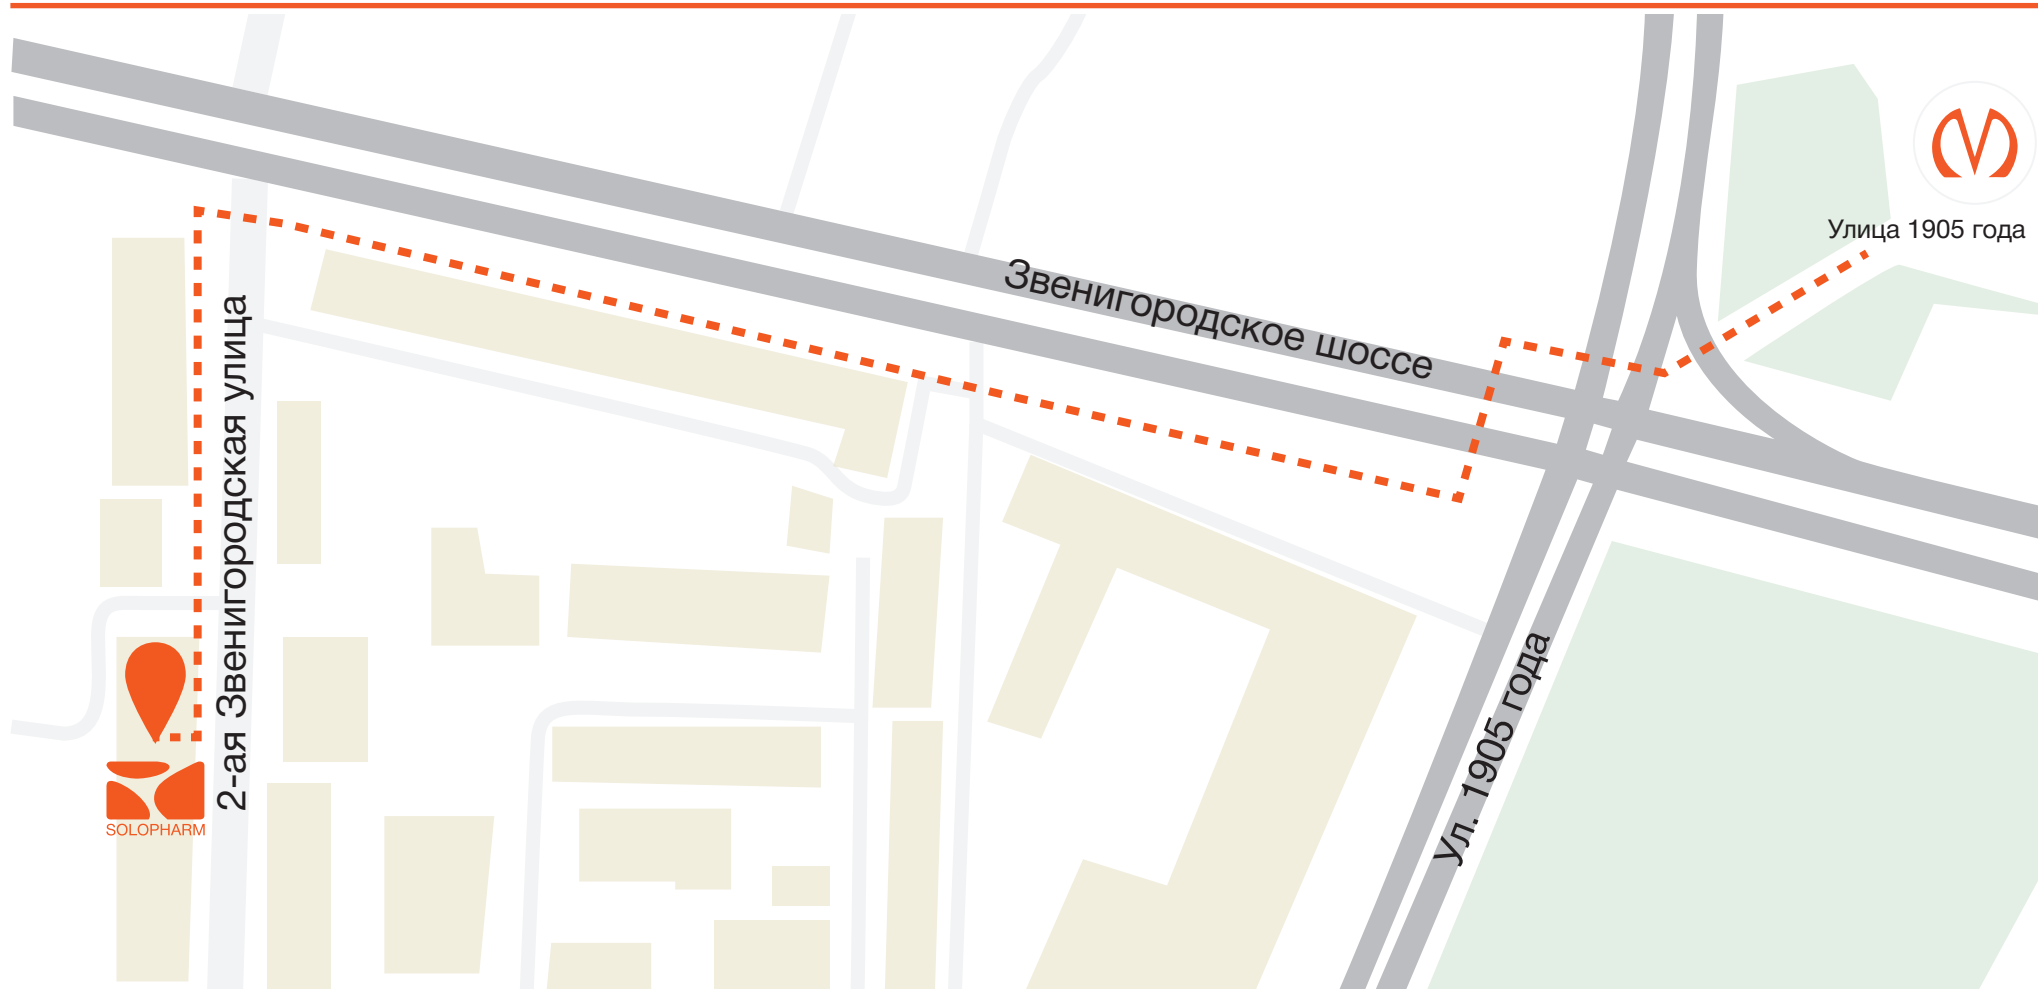 Улица 1905 года
Звенигородское шоссе
2-ая Звенигородская улица
Ул. 1905 года
SOLOPHARM